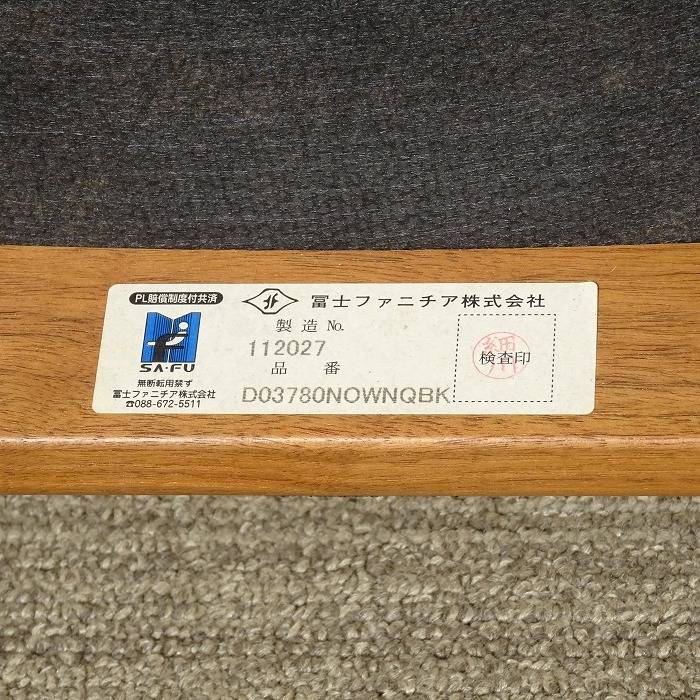 PL賠償制度付共済
SA・FU
無断転用禁ず
冨士ファニチア株式会社
☎088-672-5511
冨士ファニチア株式会社
製造 No.
112027
品 番
D03780NOWNQBK
検査印